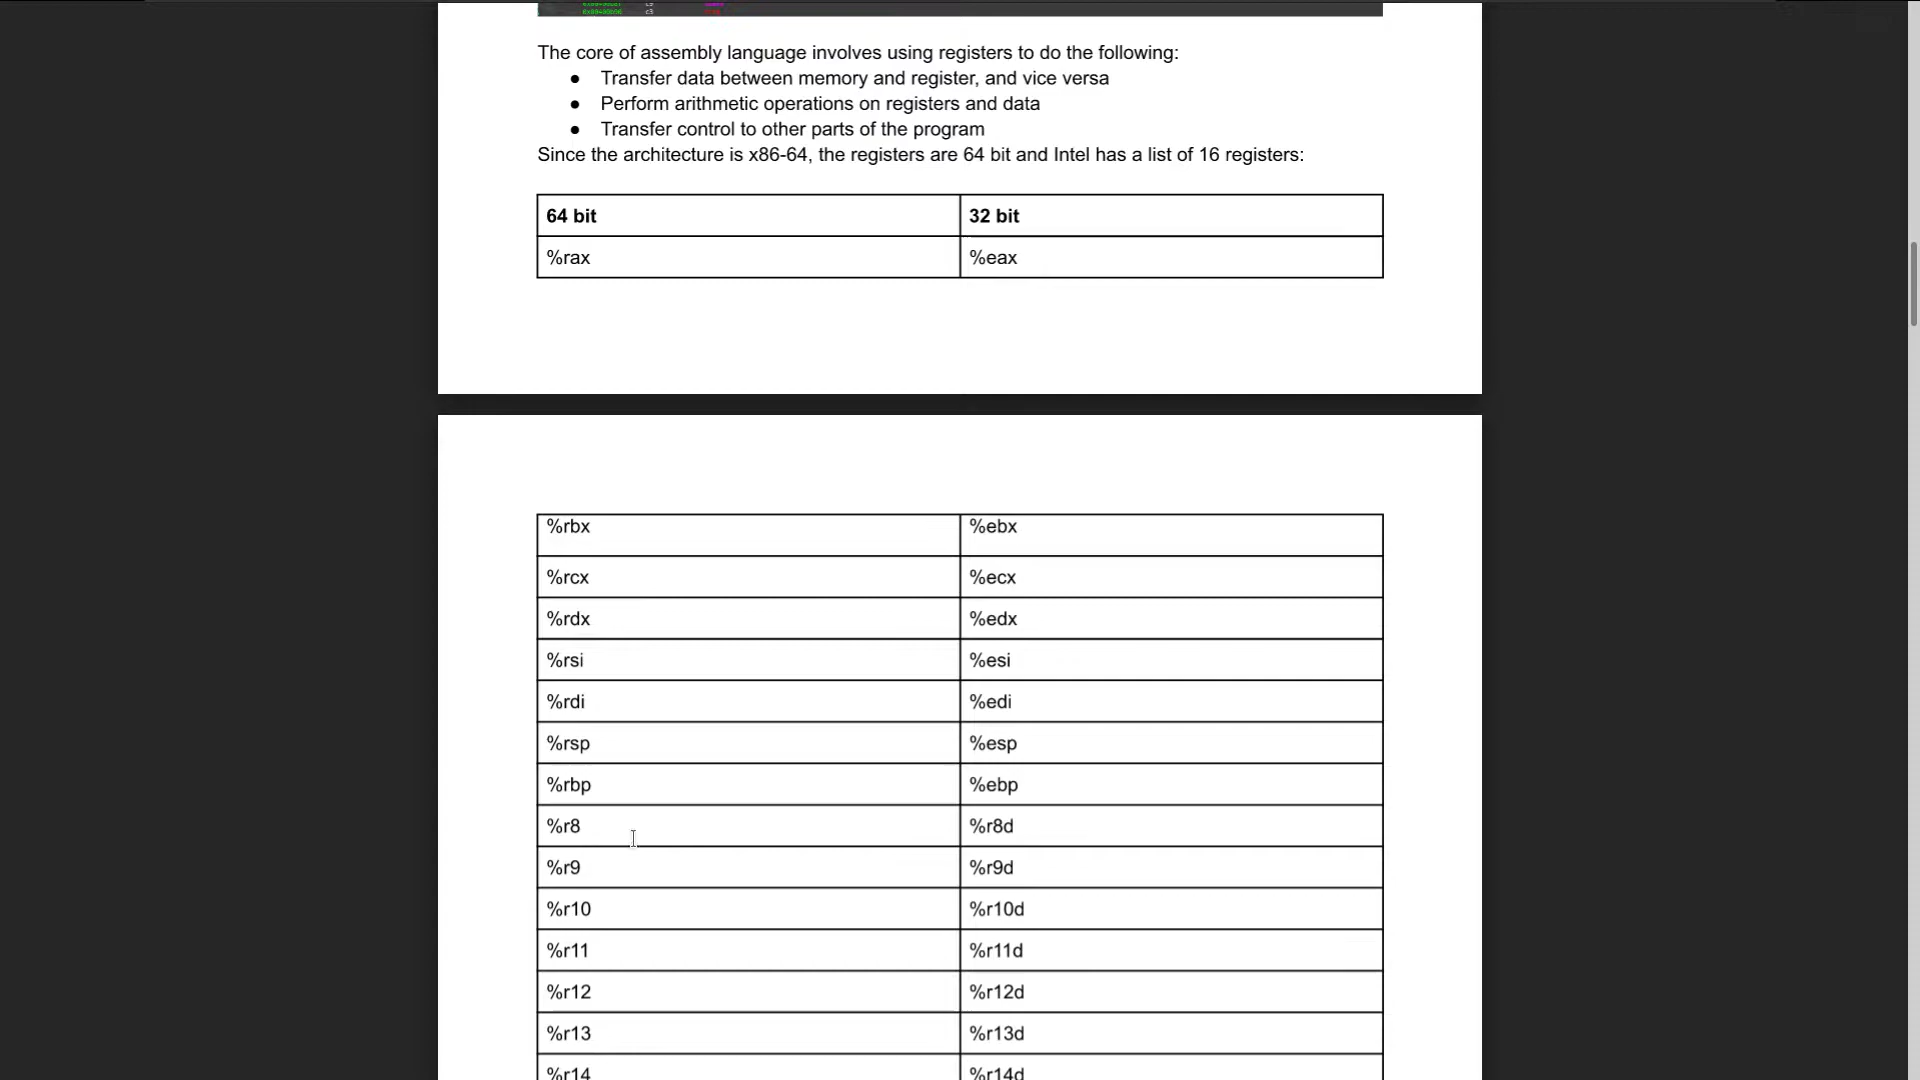 c3
The core of assembly language involves using registers to do the following:
● Transfer data between memory and register, and vice versa
● Perform arithmetic operations on registers and data
● Transfer control to other parts of the program
Since the architecture is x86-64, the registers are 64 bit and Intel has a list of 16 registers:
64 bit 32 bit
%rax %eax
%rbx %ebx
%rcx %ecx
%rdx %edx
%rsi %esi
%rdi %edi
%rsp %esp
%rbp %ebp
%r8 %r8d
%r9 %r9d
%r10 %r10d
%r11 %r11d
%r12 %r12d
%r13 %r13d
%r14 %r14d